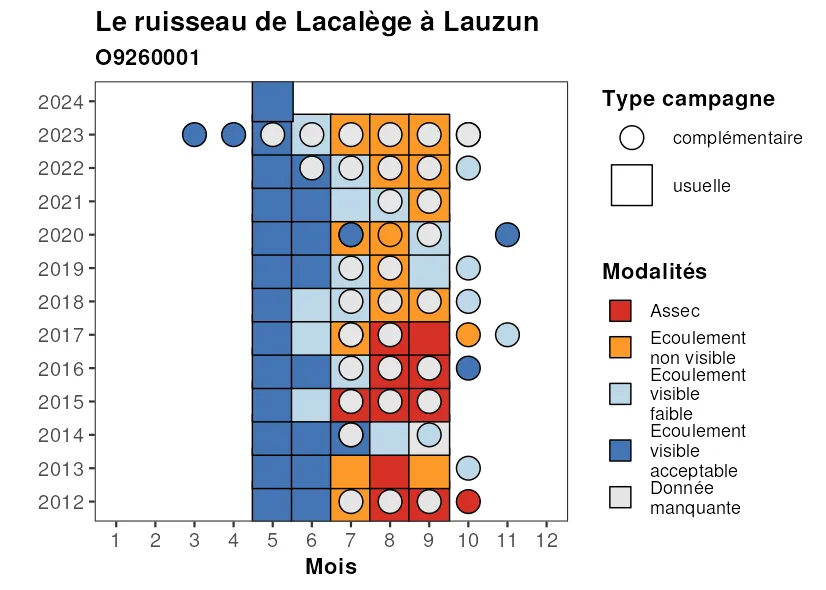 Le ruisseau de Lacalège à Lauzun
O9260001
2024
2023
2022
2021
2020
2019
2018
2017
2016
2015
2014
2013
2012
1 2 3 4 5 6 7 8 9 10 11 12
Mois
Type campagne
complémentaire
usuelle
Modalités
Assec
Ecoulement
non visible
Ecoulement
visible
faible
Ecoulement
visible
acceptable
Donnée
manquante